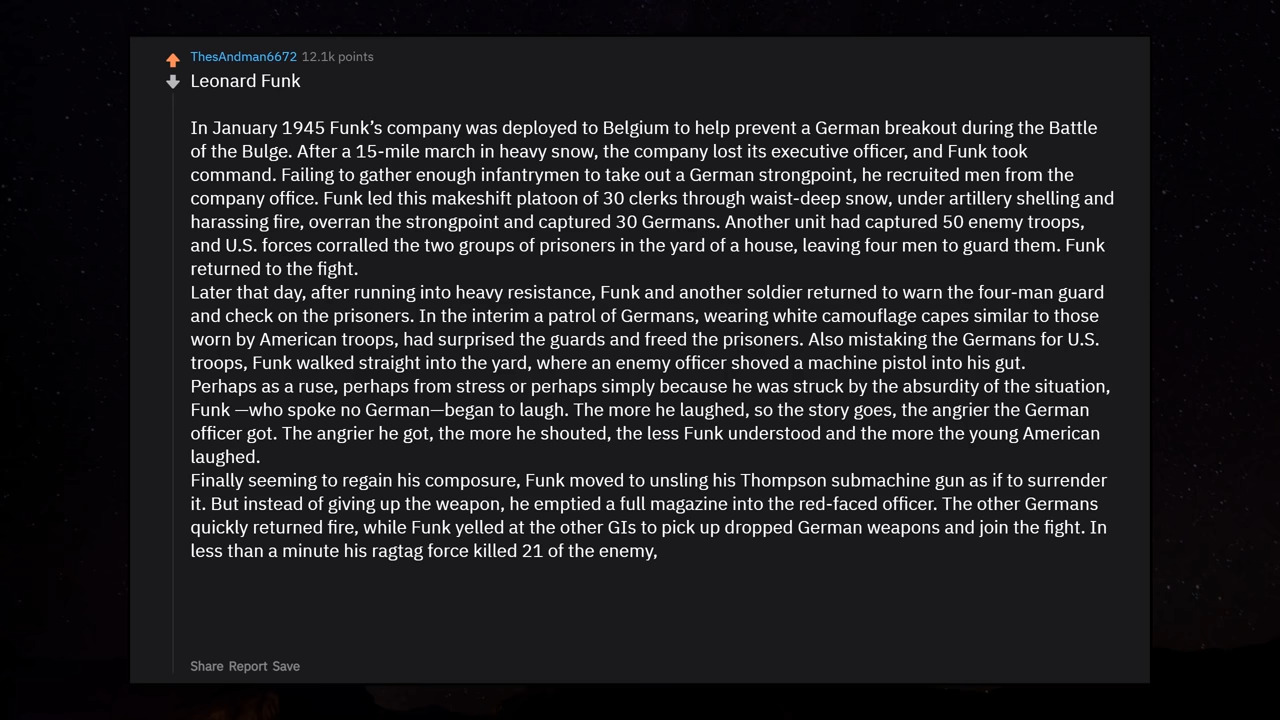 ThesAndman6672 12.1k points
Leonard Funk
In January 1945 Funk’s company was deployed to Belgium to help prevent a German breakout during the Battle
of the Bulge. After a 15-mile march in heavy snow, the company lost its executive officer, and Funk took
command. Failing to gather enough infantrymen to take out a German strongpoint, he recruited men from the
company office. Funk led this makeshift platoon of 30 clerks through waist-deep snow, under artillery shelling and
harassing fire, overran the strongpoint and captured 30 Germans. Another unit had captured 50 enemy troops,
and U.S. forces corralled the two groups of prisoners in the yard of a house, leaving four men to guard them. Funk
returned to the fight.
Later that day, after running into heavy resistance, Funk and another soldier returned to warn the four-man guard
and check on the prisoners. In the interim a patrol of Germans, wearing white camouflage capes similar to those
worn by American troops, had surprised the guards and freed the prisoners. Also mistaking the Germans for U.S.
troops, Funk walked straight into the yard, where an enemy officer shoved a machine pistol into his gut.
Perhaps as a ruse, perhaps from stress or perhaps simply because he was struck by the absurdity of the situation,
Funk —who spoke no German—began to laugh. The more he laughed, so the story goes, the angrier the German
officer got. The angrier he got, the more he shouted, the less Funk understood and the more the young American
laughed.
Finally seeming to regain his composure, Funk moved to unsling his Thompson submachine gun as if to surrender
it. But instead of giving up the weapon, he emptied a full magazine into the red-faced officer. The other Germans
quickly returned fire, while Funk yelled at the other GIs to pick up dropped German weapons and join the fight. In
less than a minute his ragtag force killed 21 of the enemy,
Share Report Save